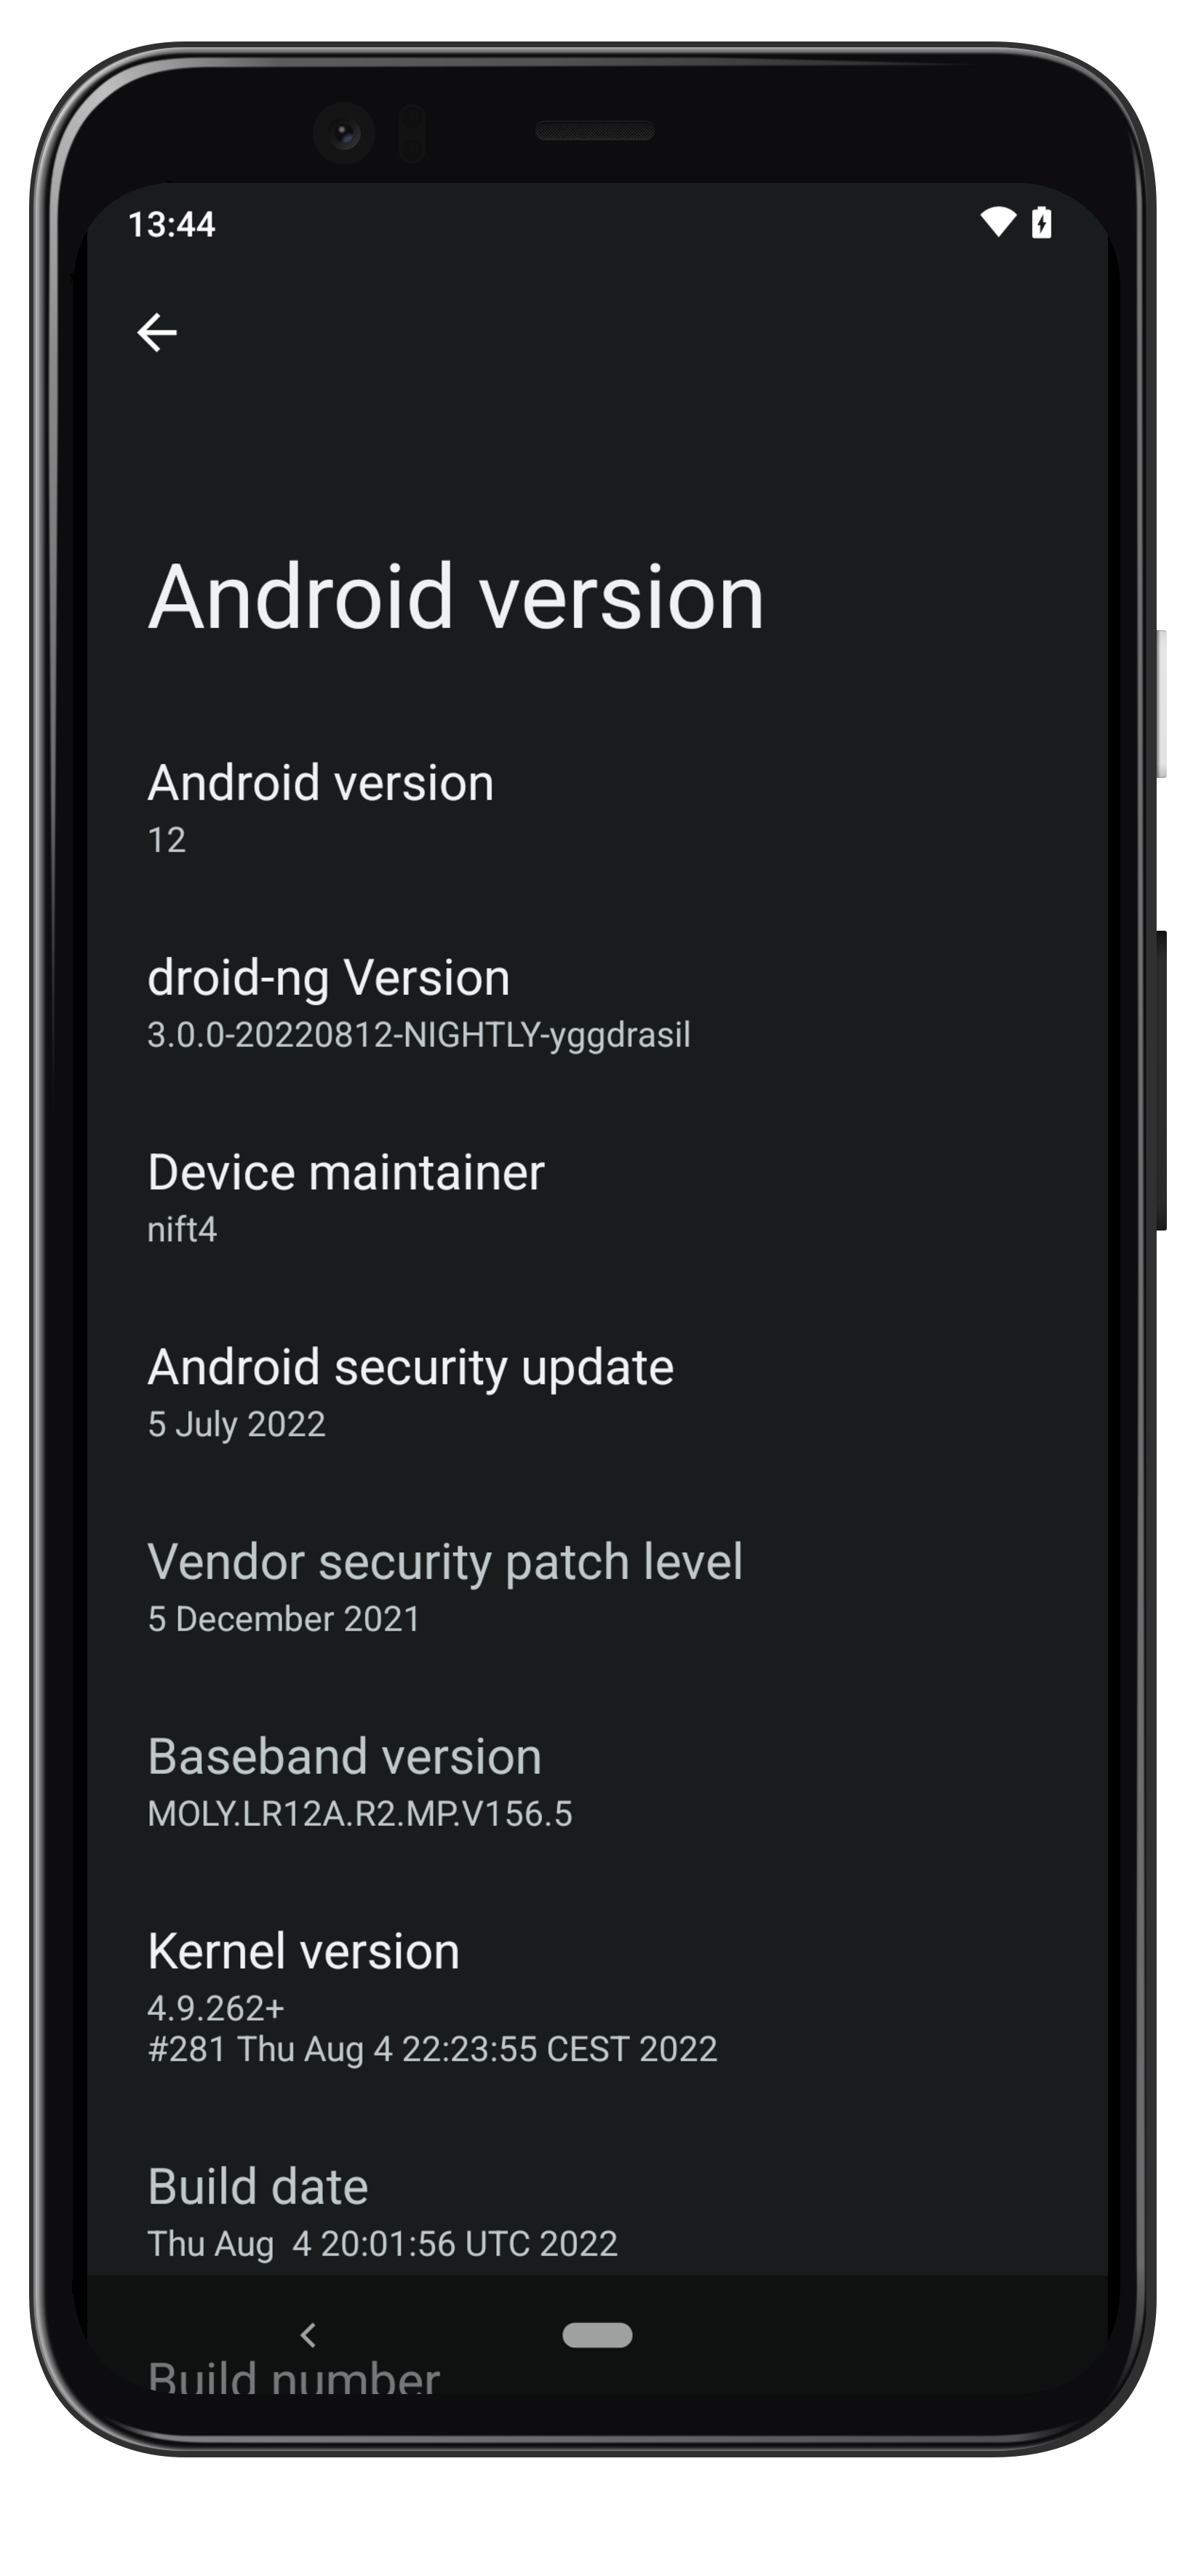 13:44
Android version
Android version
12
droid-ng Version
3.0.0-20220812-NIGHTLY-yggdrasil
Device maintainer
nift4
Android security update
5 July 2022
Vendor security patch level
5 December 2021
Baseband version
MOLY.LR12A.R2.MP.V156.5
Kernel version
4.9.262+
#281 Thu Aug 4 22:23:55 CEST 2022
Build date
Thu Aug  4 20:01:56 UTC 2022
Build number